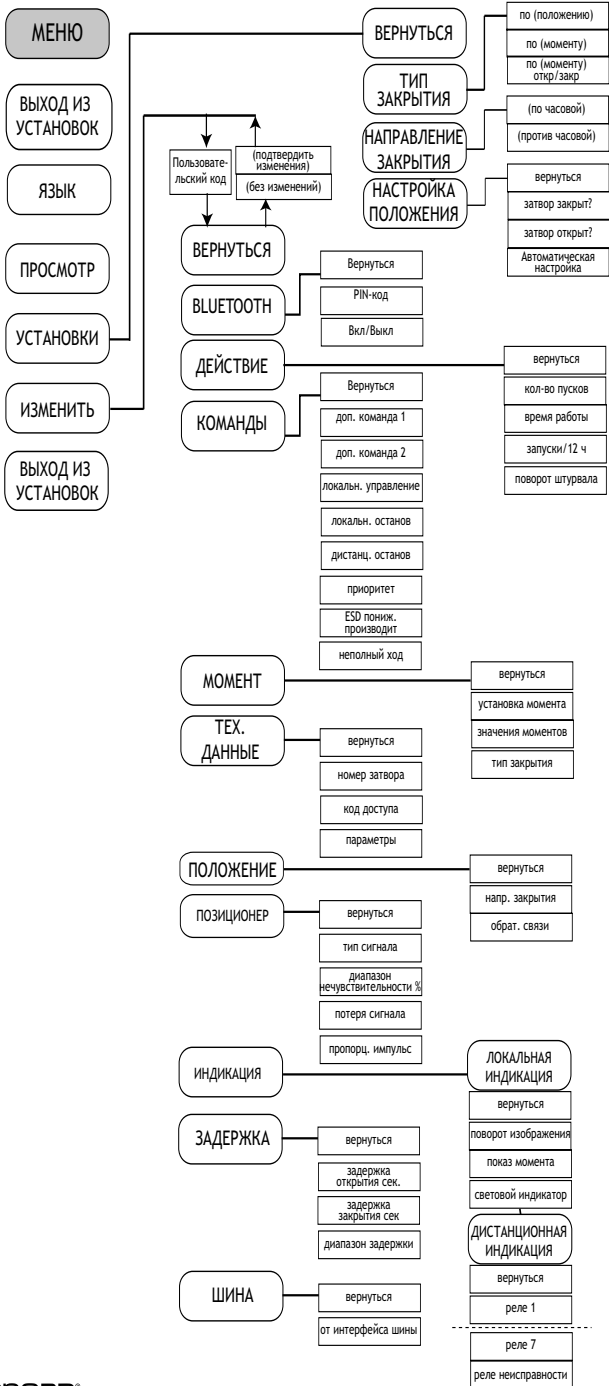 МЕНЮ
ВЫХОД ИЗ
УСТАНОВОК
ЯЗЫК
ПРОСМОТР
УСТАНОВКИ
ИЗМЕНИТЬ
ВЫХОД ИЗ
УСТАНОВОК
ВЕРНУТЬСЯ
ТИП
ЗАКРЫТИЯ
по (положению)
по (моменту)
по (моменту)
откр/закр
НАПРАВЛЕНИЕ
ЗАКРЫТИЯ
(по часовой)
(против часовой)
НАСТРОЙКА
ПОЛОЖЕНИЯ
вернуться
затвор закрыт?
затвор открыт?
Автоматическая
настройка
Пользовате-
льский код
(подтвердить
изменения)
(без изменений)
ВЕРНУТЬСЯ
BLUETOOTH
Вернуться
PIN-код
Вкл/Выкл
ДЕЙСТВИЕ
вернуться
кол-во пусков
время работы
запуски/12 ч
поворот штурвала
КОМАНДЫ
Вернуться
доп. команда 1
доп. команда 2
локальн. управление
локальн. останов
дистанц. останов
приоритет
ESD пониж.
производит
неполный ход
МОМЕНТ
вернуться
установка момента
значения моментов
тип закрытия
ТЕХ.
ДАННЫЕ
вернуться
номер затвора
код доступа
параметры
ПОЛОЖЕНИЕ
вернуться
напр. закрытия
обрат. связи
ПОЗИЦИОНЕР
вернуться
тип сигнала
диапазон
нечувствительности %
потеря сигнала
пропорц. импульс
ИНДИКАЦИЯ
ЛОКАЛЬНАЯ
ИНДИКАЦИЯ
вернуться
поворот изображения
показ момента
световой индикатор
ДИСТАНЦИОННАЯ
ИНДИКАЦИЯ
вернуться
реле 1
реле 7
реле неисправности
ЗАДЕРЖКА
вернуться
задержка
открытия сек.
задержка
закрытия сек
диапазон задержки
ШИНА
вернуться
от интерфейса шины